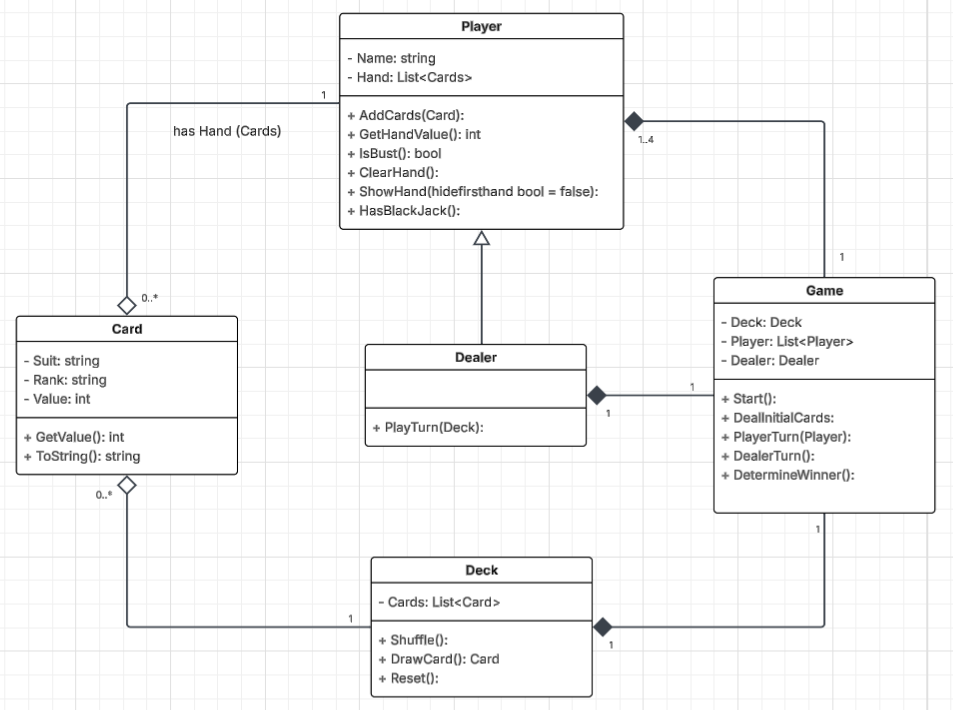 Player
- Name: string
- Hand: List<Cards>
+ AddCards(Card):
+ GetHandValue(): int
+ IsBust(): bool
+ ClearHand():
+ ShowHand(hidefirsthand bool = false):
+ HasBlackJack():
1
has Hand (Cards)
1..4
1
0..*
Card
- Suit: string
- Rank: string
- Value: int
+ GetValue(): int
+ ToString(): string
0..*
Dealer
+ PlayTurn(Deck):
1
1
Game
- Deck: Deck
- Player: List<Player>
- Dealer: Dealer
+ Start():
+ DealInitialCards:
+ PlayerTurn(Player):
+ DealerTurn():
+ DetermineWinner():
1
Deck
- Cards: List<Card>
+ Shuffle():
+ DrawCard(): Card
+ Reset():
1
1